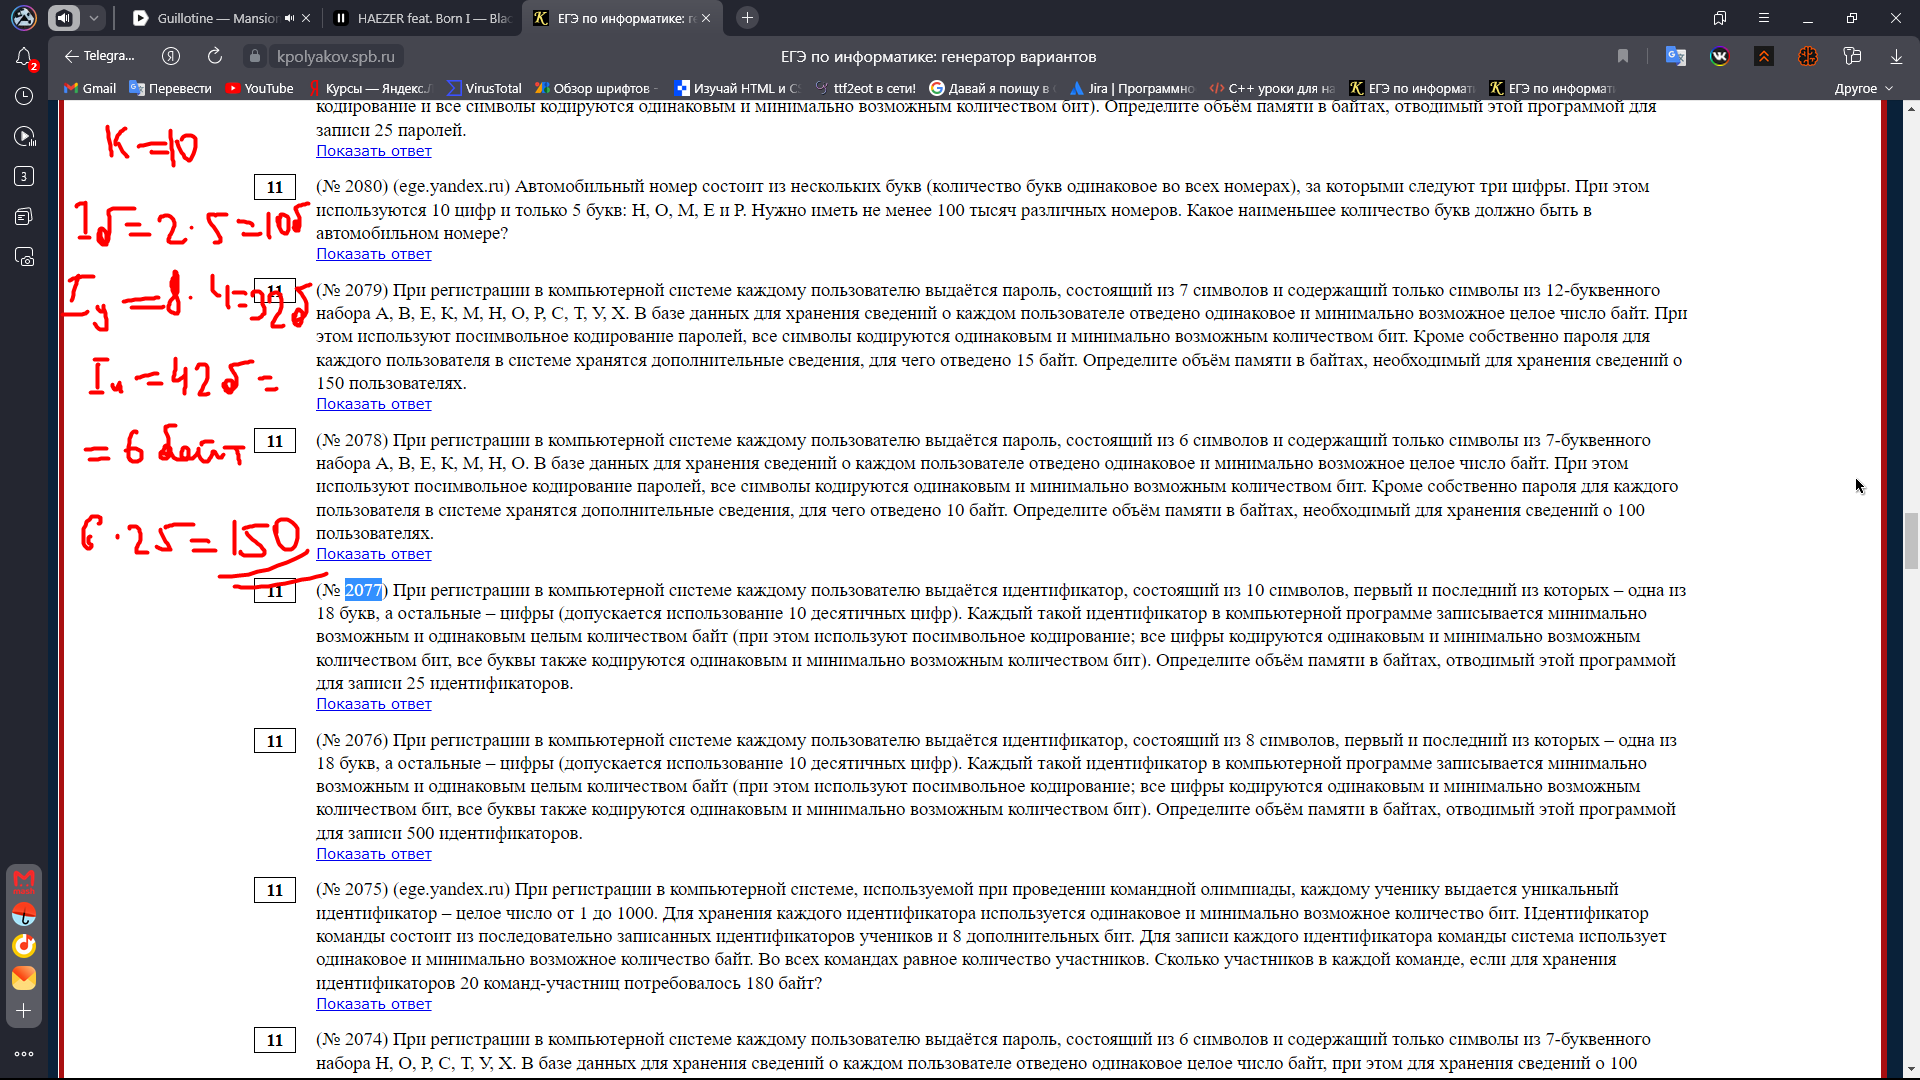 Guillotine — Mansion
HAEZER feat. Born I — Blac
ЕГЭ по информатике: ге
Telegra...
kpolyakov.spb.ru
ЕГЭ по информатике: генератор вариантов
Gmail
Перевести
YouTube
Курсы — Яндекс.
VirusTotal
Обзор шрифтов -
Изучай HTML и CS
ttf2eot в сети!
Давай я поищу в
Jira | Программно
C++ уроки для на
ЕГЭ по информат
ЕГЭ по информат
Другое
2
3
кодирование и все символы кодируются одинаковым и минимально возможным количеством бит). Определите объём памяти в байтах, отводимый этой программой для
записи 25 паролей.
Показать ответ
K = 10
11
(№ 2080) (ege.yandex.ru) Автомобильный номер состоит из нескольких букв (количество букв одинаковое во всех номерах), за которыми следуют три цифры. При этом
используются 10 цифр и только 5 букв: Н, О, М, Е и Р. Нужно иметь не менее 100 тысяч различных номеров. Какое наименьшее количество букв должно быть в
автомобильном номере?
Показать ответ
Iб = 2 · 5 = 10б
Iц = 8 · 4 = 32б
11
(№ 2079) При регистрации в компьютерной системе каждому пользователю выдаётся пароль, состоящий из 7 символов и содержащий только символы из 12-буквенного
набора А, В, Е, К, М, Н, О, Р, С, Т, У, Х. В базе данных для хранения сведений о каждом пользователе отведено одинаковое и минимально возможное целое число байт. При
этом используют посимвольное кодирование паролей, все символы кодируются одинаковым и минимально возможным количеством бит. Кроме собственно пароля для
каждого пользователя в системе хранятся дополнительные сведения, для чего отведено 15 байт. Определите объём памяти в байтах, необходимый для хранения сведений о
150 пользователях.
Показать ответ
Iи = 42 б =
= 6 байт
11
(№ 2078) При регистрации в компьютерной системе каждому пользователю выдаётся пароль, состоящий из 6 символов и содержащий только символы из 7-буквенного
набора А, В, Е, К, М, Н, О. В базе данных для хранения сведений о каждом пользователе отведено одинаковое и минимально возможное целое число байт. При этом
используют посимвольное кодирование паролей, все символы кодируются одинаковым и минимально возможным количеством бит. Кроме собственно пароля для каждого
пользователя в системе хранятся дополнительные сведения, для чего отведено 10 байт. Определите объём памяти в байтах, необходимый для хранения сведений о 100
пользователях.
Показать ответ
6 · 25 = 150
11
(№ 2077) При регистрации в компьютерной системе каждому пользователю выдаётся идентификатор, состоящий из 10 символов, первый и последний из которых – одна из
18 букв, а остальные – цифры (допускается использование 10 десятичных цифр). Каждый такой идентификатор в компьютерной программе записывается минимально
возможным и одинаковым целым количеством байт (при этом используют посимвольное кодирование; все цифры кодируются одинаковым и минимально возможным
количеством бит, все буквы также кодируются одинаковым и минимально возможным количеством бит). Определите объём памяти в байтах, отводимый этой программой
для записи 25 идентификаторов.
Показать ответ
11
(№ 2076) При регистрации в компьютерной системе каждому пользователю выдаётся идентификатор, состоящий из 8 символов, первый и последний из которых – одна из
18 букв, а остальные – цифры (допускается использование 10 десятичных цифр). Каждый такой идентификатор в компьютерной программе записывается минимально
возможным и одинаковым целым количеством байт (при этом используют посимвольное кодирование; все цифры кодируются одинаковым и минимально возможным
количеством бит, все буквы также кодируются одинаковым и минимально возможным количеством бит). Определите объём памяти в байтах, отводимый этой программой
для записи 500 идентификаторов.
Показать ответ
11
(№ 2075) (ege.yandex.ru) При регистрации в компьютерной системе, используемой при проведении командной олимпиады, каждому ученику выдается уникальный
идентификатор – целое число от 1 до 1000. Для хранения каждого идентификатора используется одинаковое и минимально возможное количество бит. Идентификатор
команды состоит из последовательно записанных идентификаторов учеников и 8 дополнительных бит. Для записи каждого идентификатора команды система использует
одинаковое и минимально возможное количество байт. Во всех командах равное количество участников. Сколько участников в каждой команде, если для хранения
идентификаторов 20 команд-участниц потребовалось 180 байт?
Показать ответ
11
(№ 2074) При регистрации в компьютерной системе каждому пользователю выдаётся пароль, состоящий из 6 символов и содержащий только символы из 7-буквенного
набора Н, О, Р, С, Т, У, Х. В базе данных для хранения сведений о каждом пользователе отведено одинаковое целое число байт, при этом для хранения сведений о 100